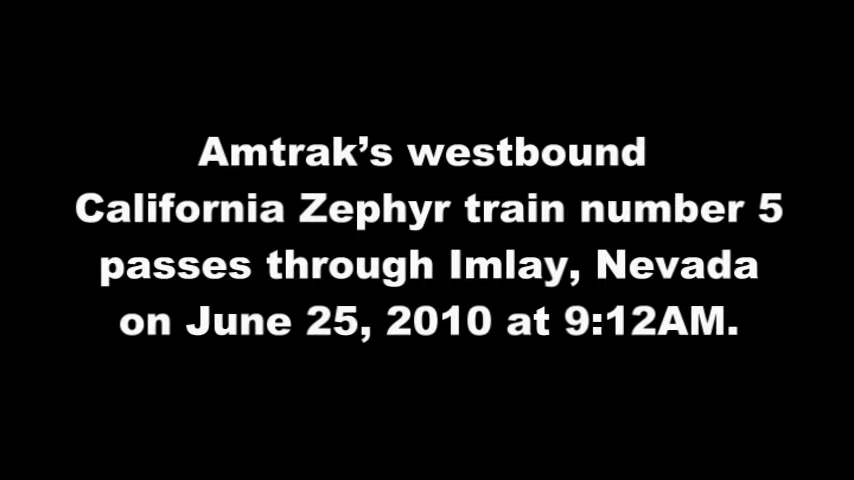 Amtrak’s westbound
California Zephyr train number 5
passes through Imlay, Nevada
on June 25, 2010 at 9:12AM.